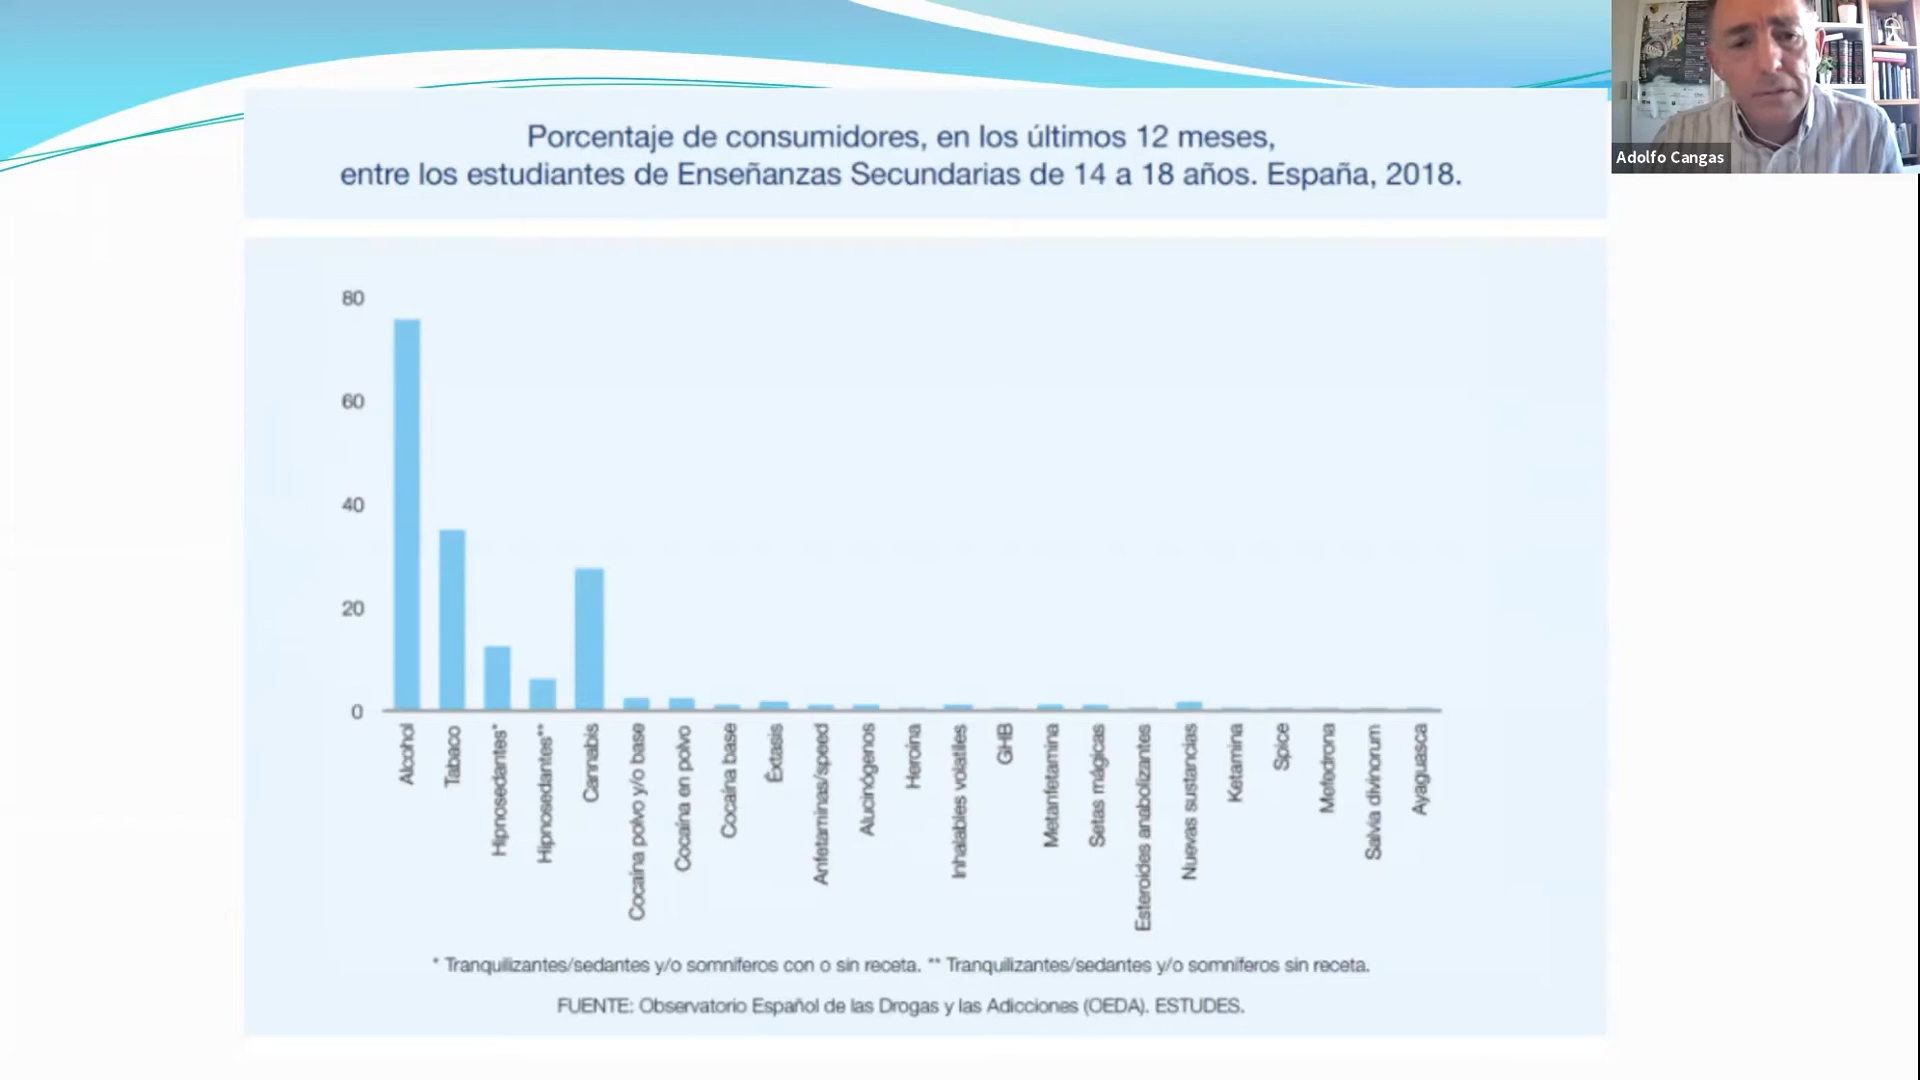 Porcentaje de consumidores, en los últimos 12 meses,
entre los estudiantes de Enseñanzas Secundarias de 14 a 18 años. España, 2018.
Adolfo Cangas
80
60
40
20
0
Alcohol
Tabaco
Hipnosedantes*
Hipnosedantes**
Cannabis
Cocaína polvo y/o base
Cocaína en polvo
Cocaína base
Éxtasis
Anfetaminas/speed
Alucinógenos
Heroína
Inhalables volátiles
GHB
Metanfetamina
Setas mágicas
Esteroides anabolizantes
Nuevas sustancias
Ketamina
Spice
Mefedrona
Salvia divinorum
Ayaguasca
* Tranquilizantes/sedantes y/o somníferos con o sin receta. ** Tranquilizantes/sedantes y/o somníferos sin receta.
FUENTE: Observatorio Español de las Drogas y las Adicciones (OEDA). ESTUDES.